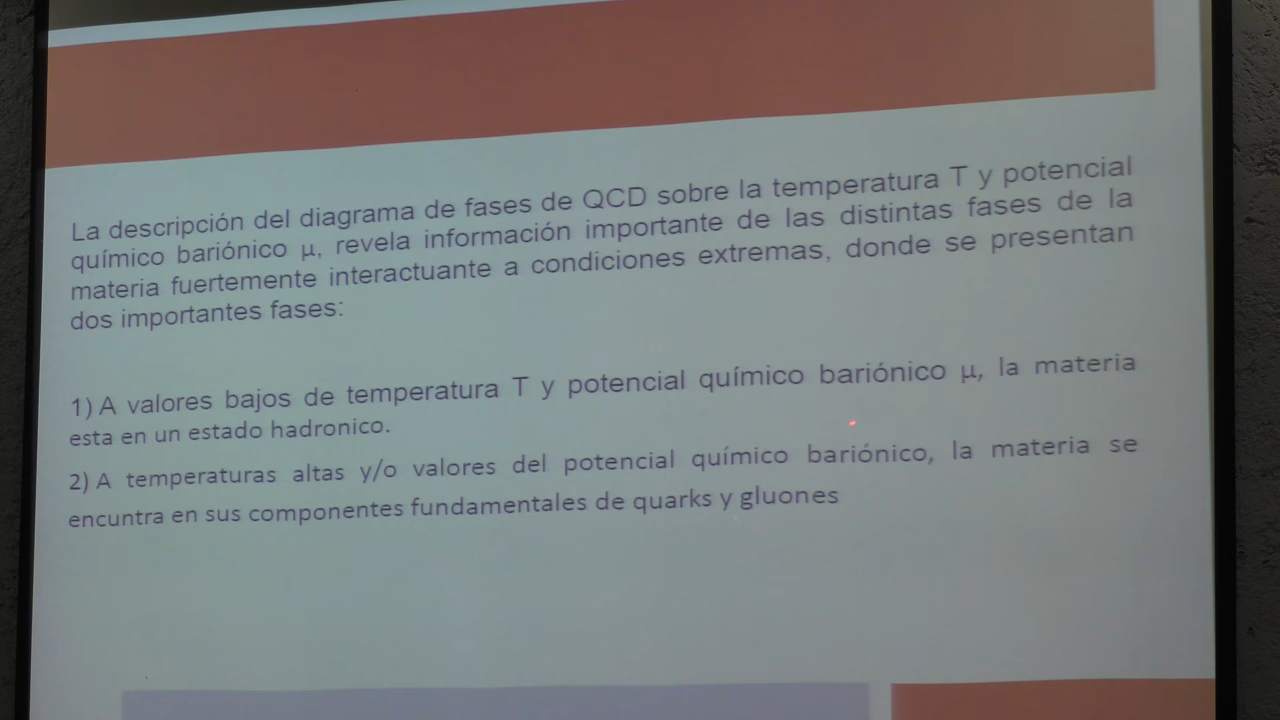 La descripción del diagrama de fases de QCD sobre la temperatura T y potencial
químico bariónico μ, revela información importante de las distintas fases de la
materia fuertemente interactuante a condiciones extremas, donde se presentan
dos importantes fases:
1) A valores bajos de temperatura T y potencial químico bariónico μ, la materia
esta en un estado hadronico.
2) A temperaturas altas y/o valores del potencial químico bariónico, la materia se
encuntra en sus componentes fundamentales de quarks y gluones